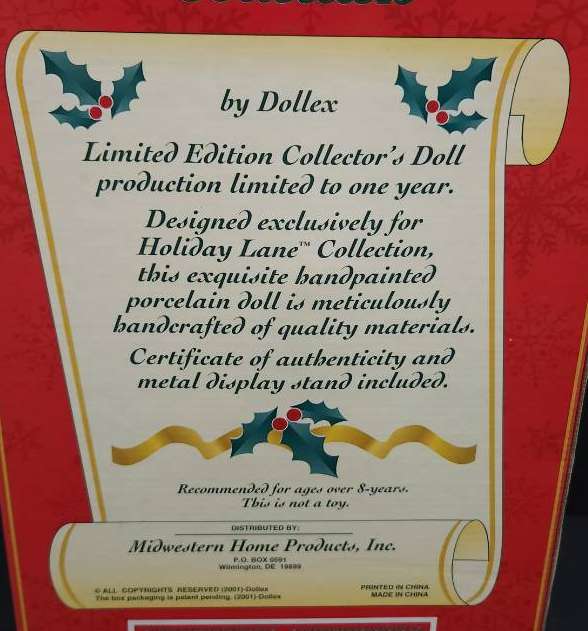 by Dollex
Limited Edition Collector's Doll
production limited to one year.
Designed exclusively for
Holiday Lane™ Collection,
this exquisite handpainted
porcelain doll is meticulously
handcrafted of quality materials.
Certificate of authenticity and
metal display stand included.
Recommended for ages over 8-years.
This is not a toy.
DISTRIBUTED BY:
Midwestern Home Products, Inc.
P.O. BOX 9591
Wilmington, DE 19899
© ALL COPYRIGHTS RESERVED (2001)-Dollex
The box packaging is patent pending. (2001)-Dollex
PRINTED IN CHINA
MADE IN CHINA